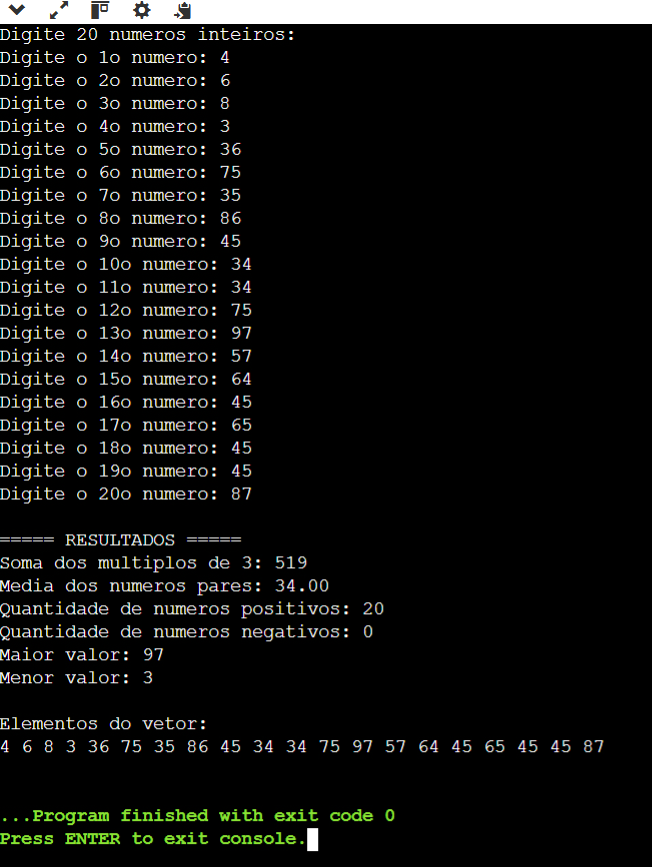 Digite 20 numeros inteiros:
Digite o 1o numero: 4
Digite o 2o numero: 6
Digite o 3o numero: 8
Digite o 4o numero: 3
Digite o 5o numero: 36
Digite o 6o numero: 75
Digite o 7o numero: 35
Digite o 8o numero: 86
Digite o 9o numero: 45
Digite o 10o numero: 34
Digite o 11o numero: 34
Digite o 12o numero: 75
Digite o 13o numero: 97
Digite o 14o numero: 57
Digite o 15o numero: 64
Digite o 16o numero: 45
Digite o 17o numero: 65
Digite o 18o numero: 45
Digite o 19o numero: 45
Digite o 20o numero: 87
===== RESULTADOS =====
Soma dos multiplos de 3: 519
Media dos numeros pares: 34.00
Quantidade de numeros positivos: 20
Quantidade de numeros negativos: 0
Maior valor: 97
Menor valor: 3
Elementos do vetor:
4 6 8 3 36 75 35 86 45 34 34 75 97 57 64 45 65 45 45 87
...Program finished with exit code 0
Press ENTER to exit console.